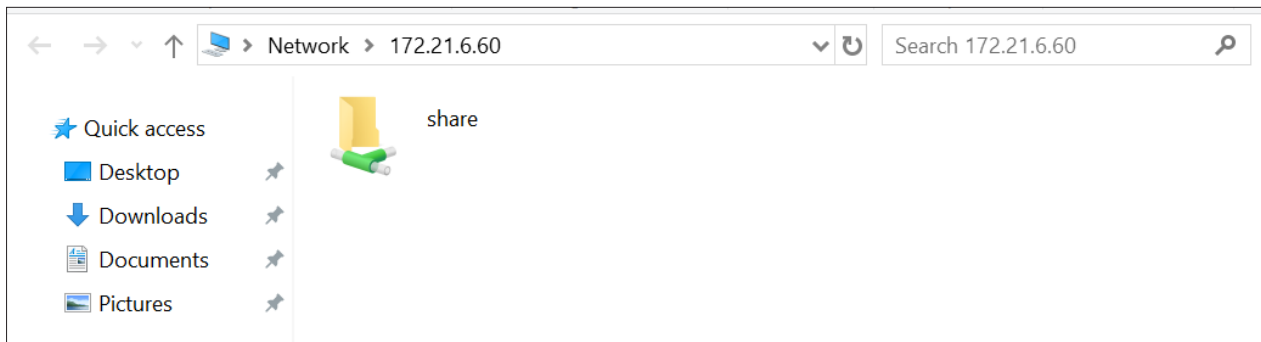 Network > 172.21.6.60
Search 172.21.6.60
Quick access
share
Desktop
Downloads
Documents
Pictures